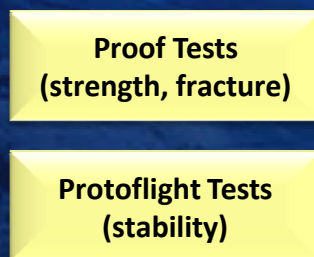 Proof Tests
(strength, fracture)
Protoflight Tests
(stability)